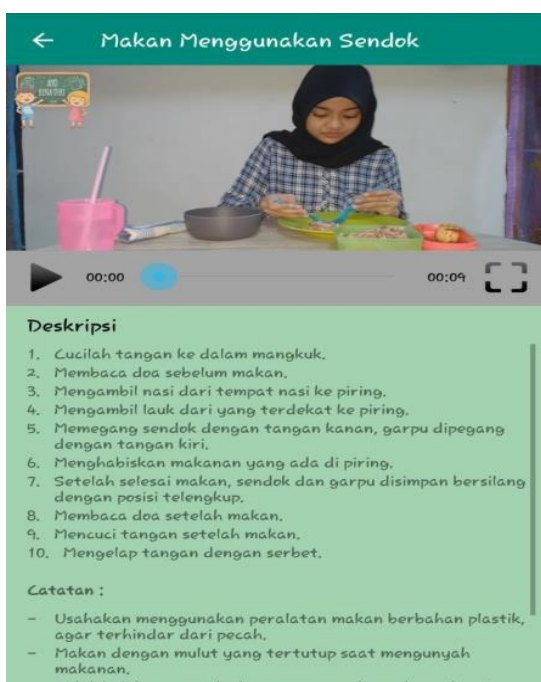 Makan Menggunakan Sendok
AYO
BINA DIRI
00:00
00:09
Deskripsi
1. Cucilah tangan ke dalam mangkuk.
2. Membaca doa sebelum makan.
3. Mengambil nasi dari tempat nasi ke piring.
4. Mengambil lauk dari yang terdekat ke piring.
5. Memegang sendok dengan tangan kanan, garpu dipegang
dengan tangan kiri.
6. Menghabiskan makanan yang ada di piring.
7. Setelah selesai makan, sendok dan garpu disimpan bersilang
dengan posisi telengkup.
8. Membaca doa setelah makan.
9. Mencuci tangan setelah makan.
10. Mengelap tangan dengan serbet.
Catatan :
- Usahakan menggunakan peralatan makan berbahan plastik,
agar terhindar dari pecah.
- Makan dengan mulut yang tertutup saat mengunyah
makanan.